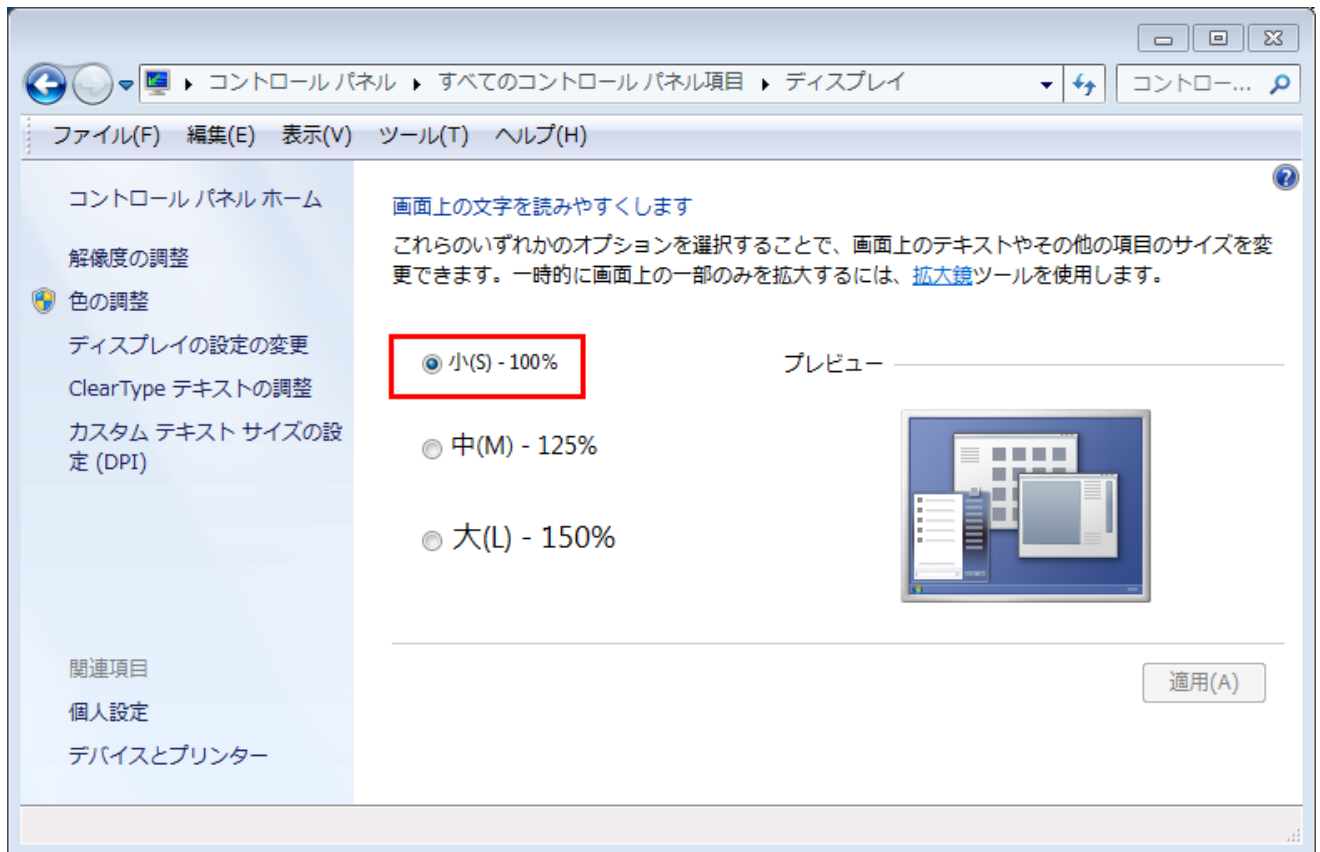 コントロール パネル ▸ すべてのコントロール パネル項目 ▸ ディスプレイ
コントロー...
ファイル(F) 編集(E) 表示(V) ツール(T) ヘルプ(H)
コントロール パネル ホーム
解像度の調整
色の調整
ディスプレイの設定の変更
ClearType テキストの調整
カスタム テキスト サイズの設
定 (DPI)
関連項目
個人設定
デバイスとプリンター
画面上の文字を読みやすくします
これらのいずれかのオプションを選択することで、画面上のテキストやその他の項目のサイズを変
更できます。一時的に画面上の一部のみを拡大するには、拡大鏡ツールを使用します。
小(S) - 100%
中(M) - 125%
大(L) - 150%
プレビュー
適用(A)